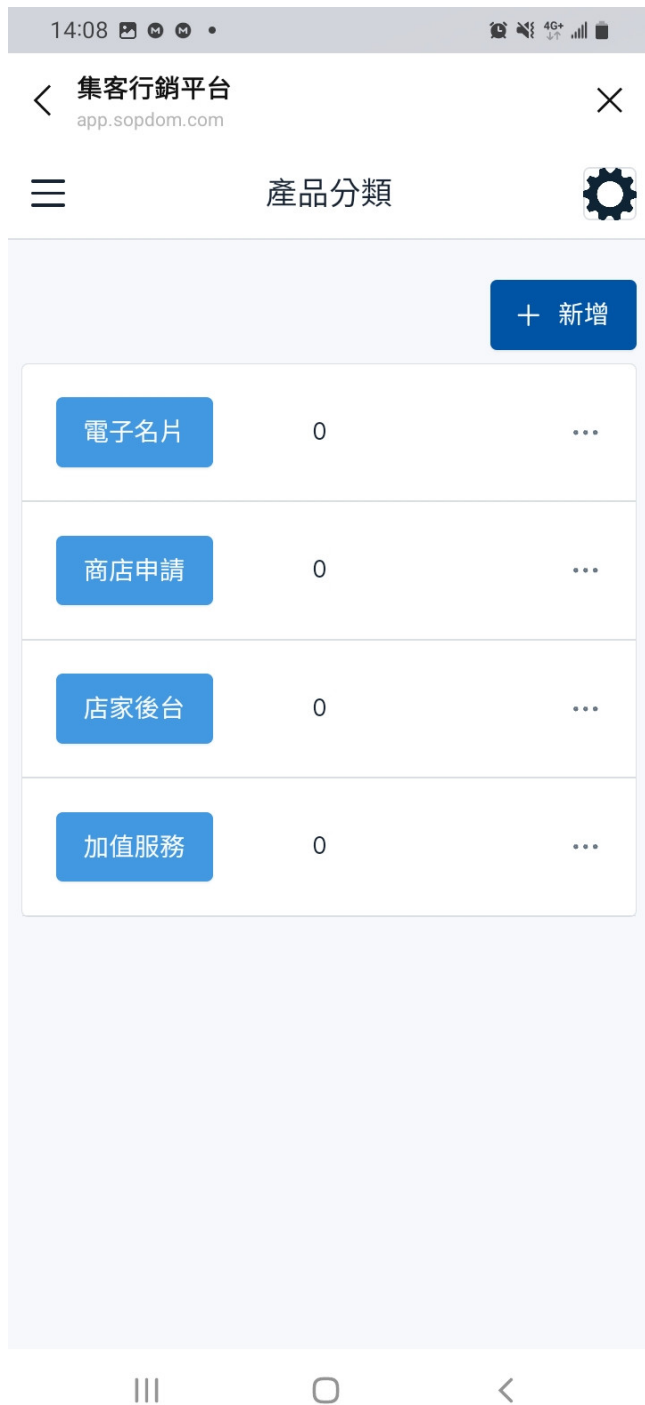 14:08
4G+
集客行銷平台
app.sopdom.com
產品分類
＋ 新增
電子名片 0 ...
商店申請 0 ...
店家後台 0 ...
加值服務 0 ...